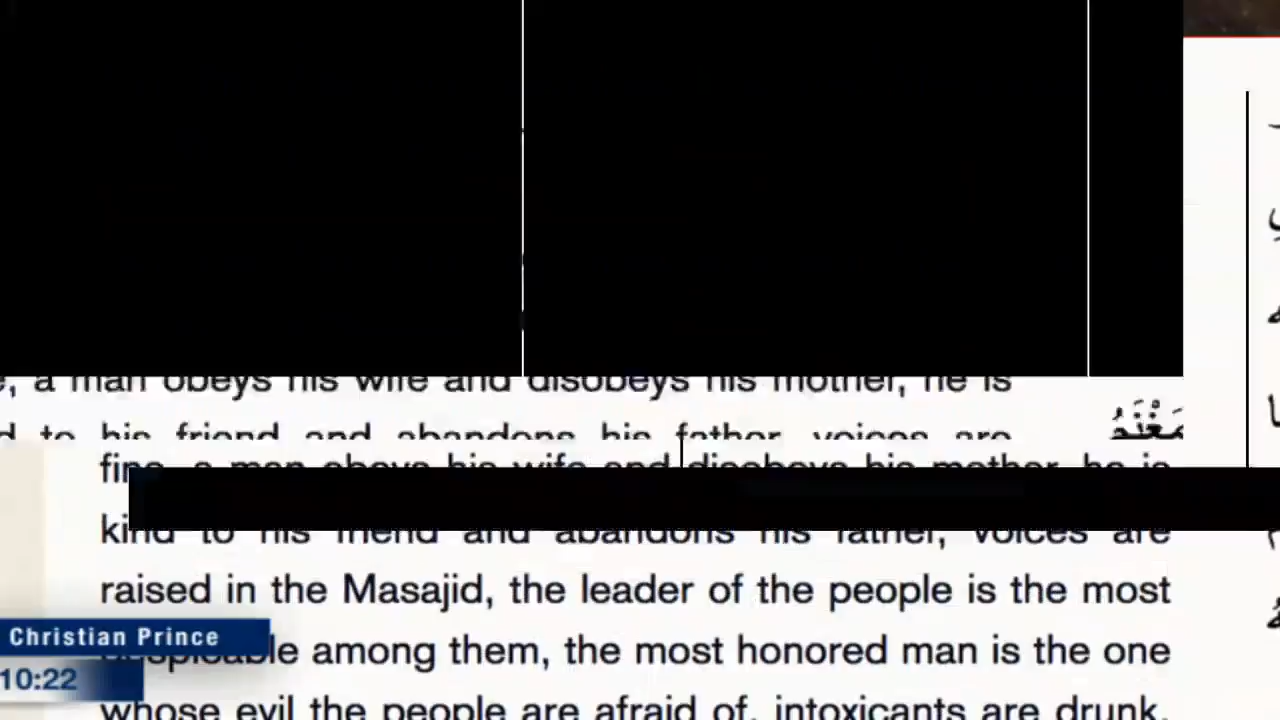 a man obeys his wife and disobeys his mother, he is
to his friend and abandons his father, voices are
مَغْنَمُ
fine, a man obeys his wife and disobeys his mother, he is
kind to his friend and abandons his father, voices are
raised in the Masajid, the leader of the people is the most
despicable among them, the most honored man is the one
whose evil the people are afraid of, intoxicants are drunk,
Christian Prince
10:22